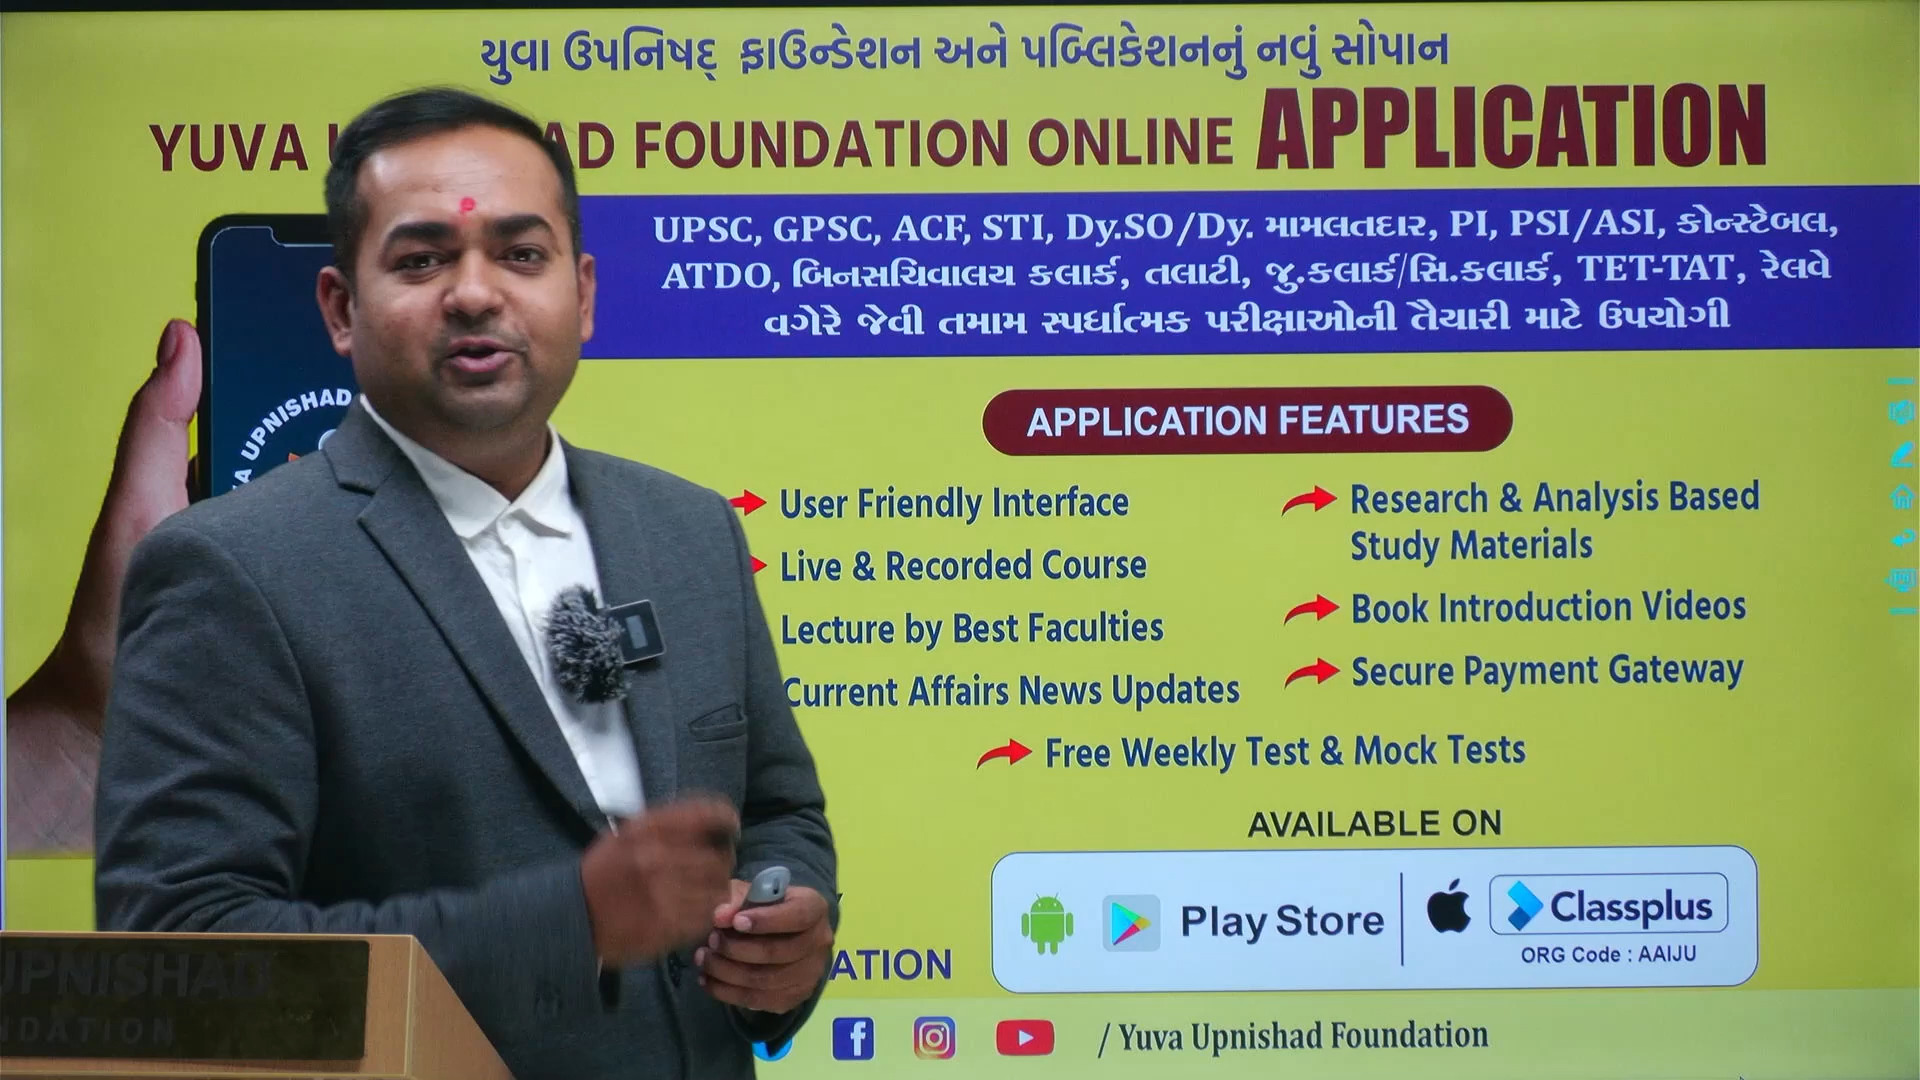 યુવા ઉપનિષદ્ ફાઉન્ડેશન અને પબ્લિકેશનનું નવું સોપાન
YUVA FOUNDATION ONLINE APPLICATION
UPSC, GPSC, ACF, STI, Dy.SO/Dy. મામલતદાર, PI, PSI/ASI, કોન્સ્ટેબલ,
ATDO, બિનસચિવાલય કલાર્ક, તલાટી, જુ.કલાર્ક/સિ.કલાર્ક, TET-TAT, રેલવે
વગેરે જેવી તમામ સ્પર્ધાત્મક પરીક્ષાઓની તૈયારી માટે ઉપયોગી
UPNISHAD
APPLICATION FEATURES
User Friendly Interface
Live & Recorded Course
Lecture by Best Faculties
Current Affairs News Updates
Research & Analysis Based
Study Materials
Book Introduction Videos
Secure Payment Gateway
Free Weekly Test & Mock Tests
AVAILABLE ON
Play Store
Classplus
ORG Code : AAIJU
/ Yuva Upnishad Foundation
UPNISHAD